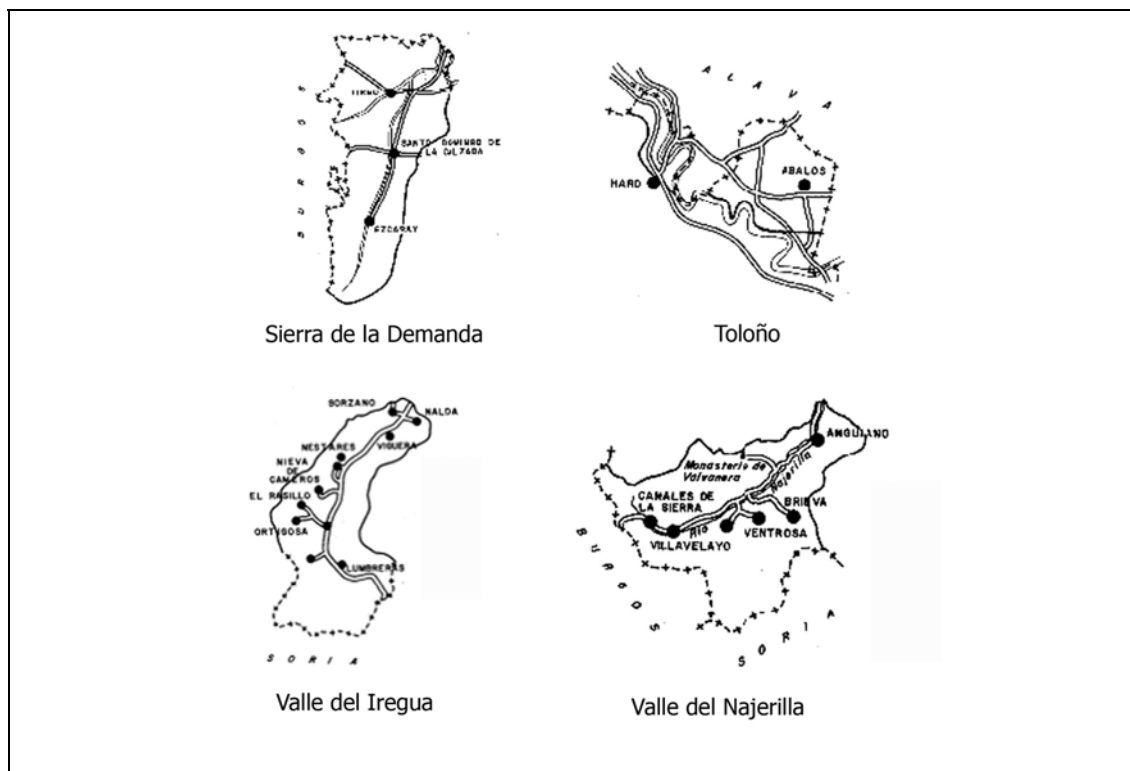 BURGOS
SANTO DOMINGO DE
LA CALZADA
EZCARAY
Sierra de la Demanda
ALAVA
HARO
ABALOS
Toloño
SORZANO
NALDA
VIGUERA
NESTARES
NIEVA
DE
CAMEROS
EL RASILLO
ORTIGOSA
LUMBRERAS
SORIA
Valle del Iregua
ANGUIANO
Monasterio de
Valvanera
Najerilla
CANALES DE
LA SIERRA
BRIEVA
Rio
VENTROSA
VILLAVELAYO
BURGOS
SORIA
Valle del Najerilla